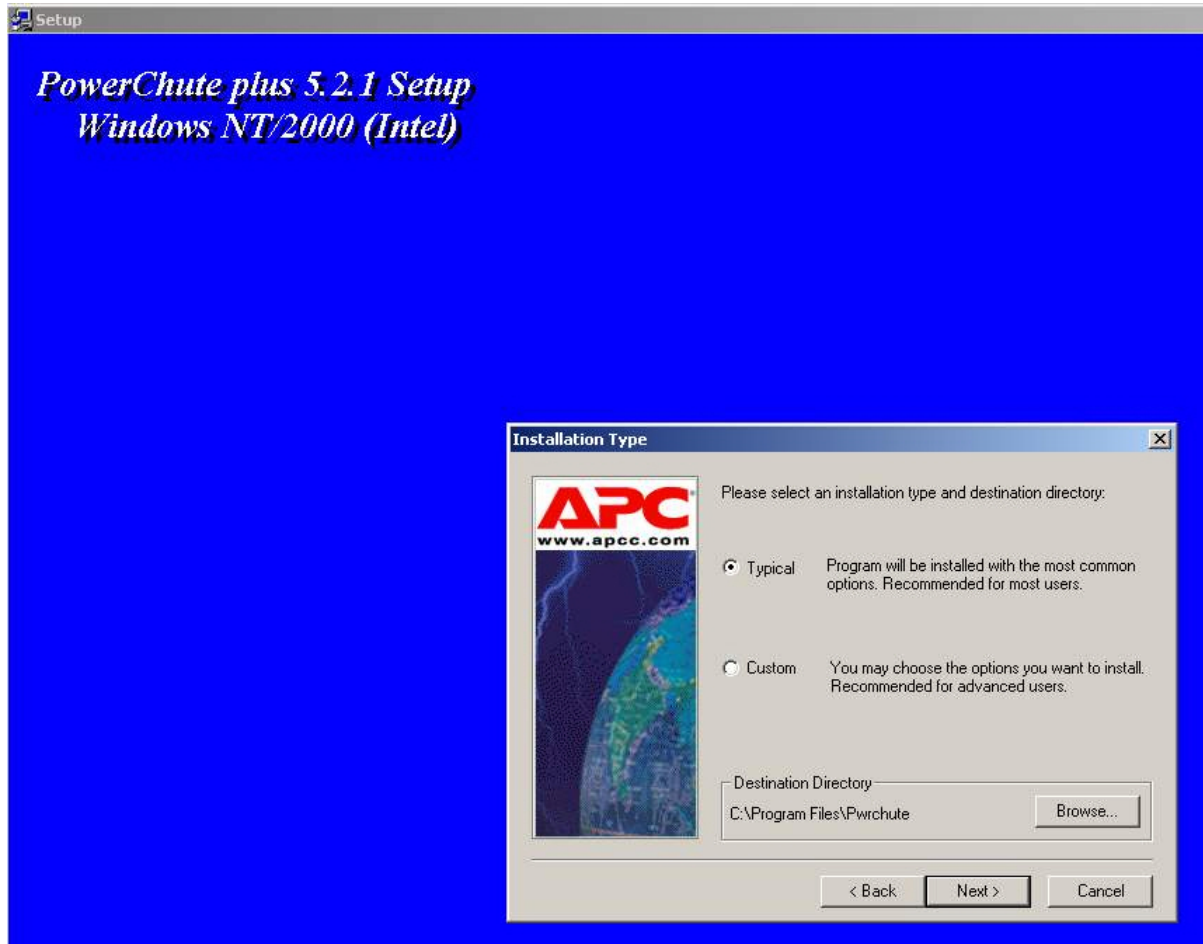 Setup
PowerChute plus 5.2.1 Setup
Windows NT/2000 (Intel)
Installation Type
APC
www.apcc.com
Please select an installation type and destination directory:
Typical
Program will be installed with the most common
options. Recommended for most users.
Custom
You may choose the options you want to install.
Recommended for advanced users.
Destination Directory
C:\Program Files\Pwrchute
Browse...
< Back
Next >
Cancel